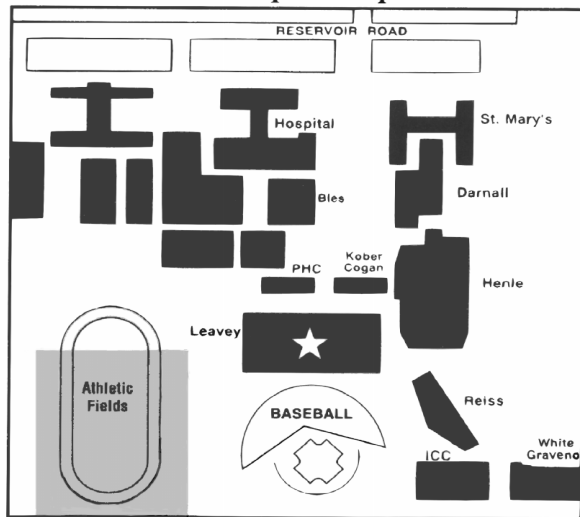 RESERVOIR ROAD
Hospital
St. Mary's
Bles
Darnall
PHC
Kober
Cogan
Henle
Leavey
Athletic
Fields
BASEBALL
Reiss
ICC
White
Graveno